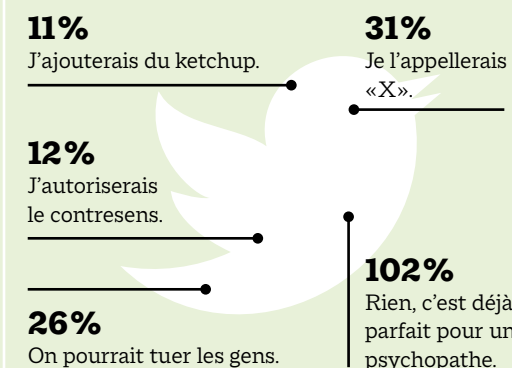 11%
J'ajouterais du ketchup.
31%
Je l'appellerais
«X».
12%
J'autoriserais
le contresens.
26%
On pourrait tuer les gens.
102%
Rien, c'est déjà
parfait pour un
psychopathe.